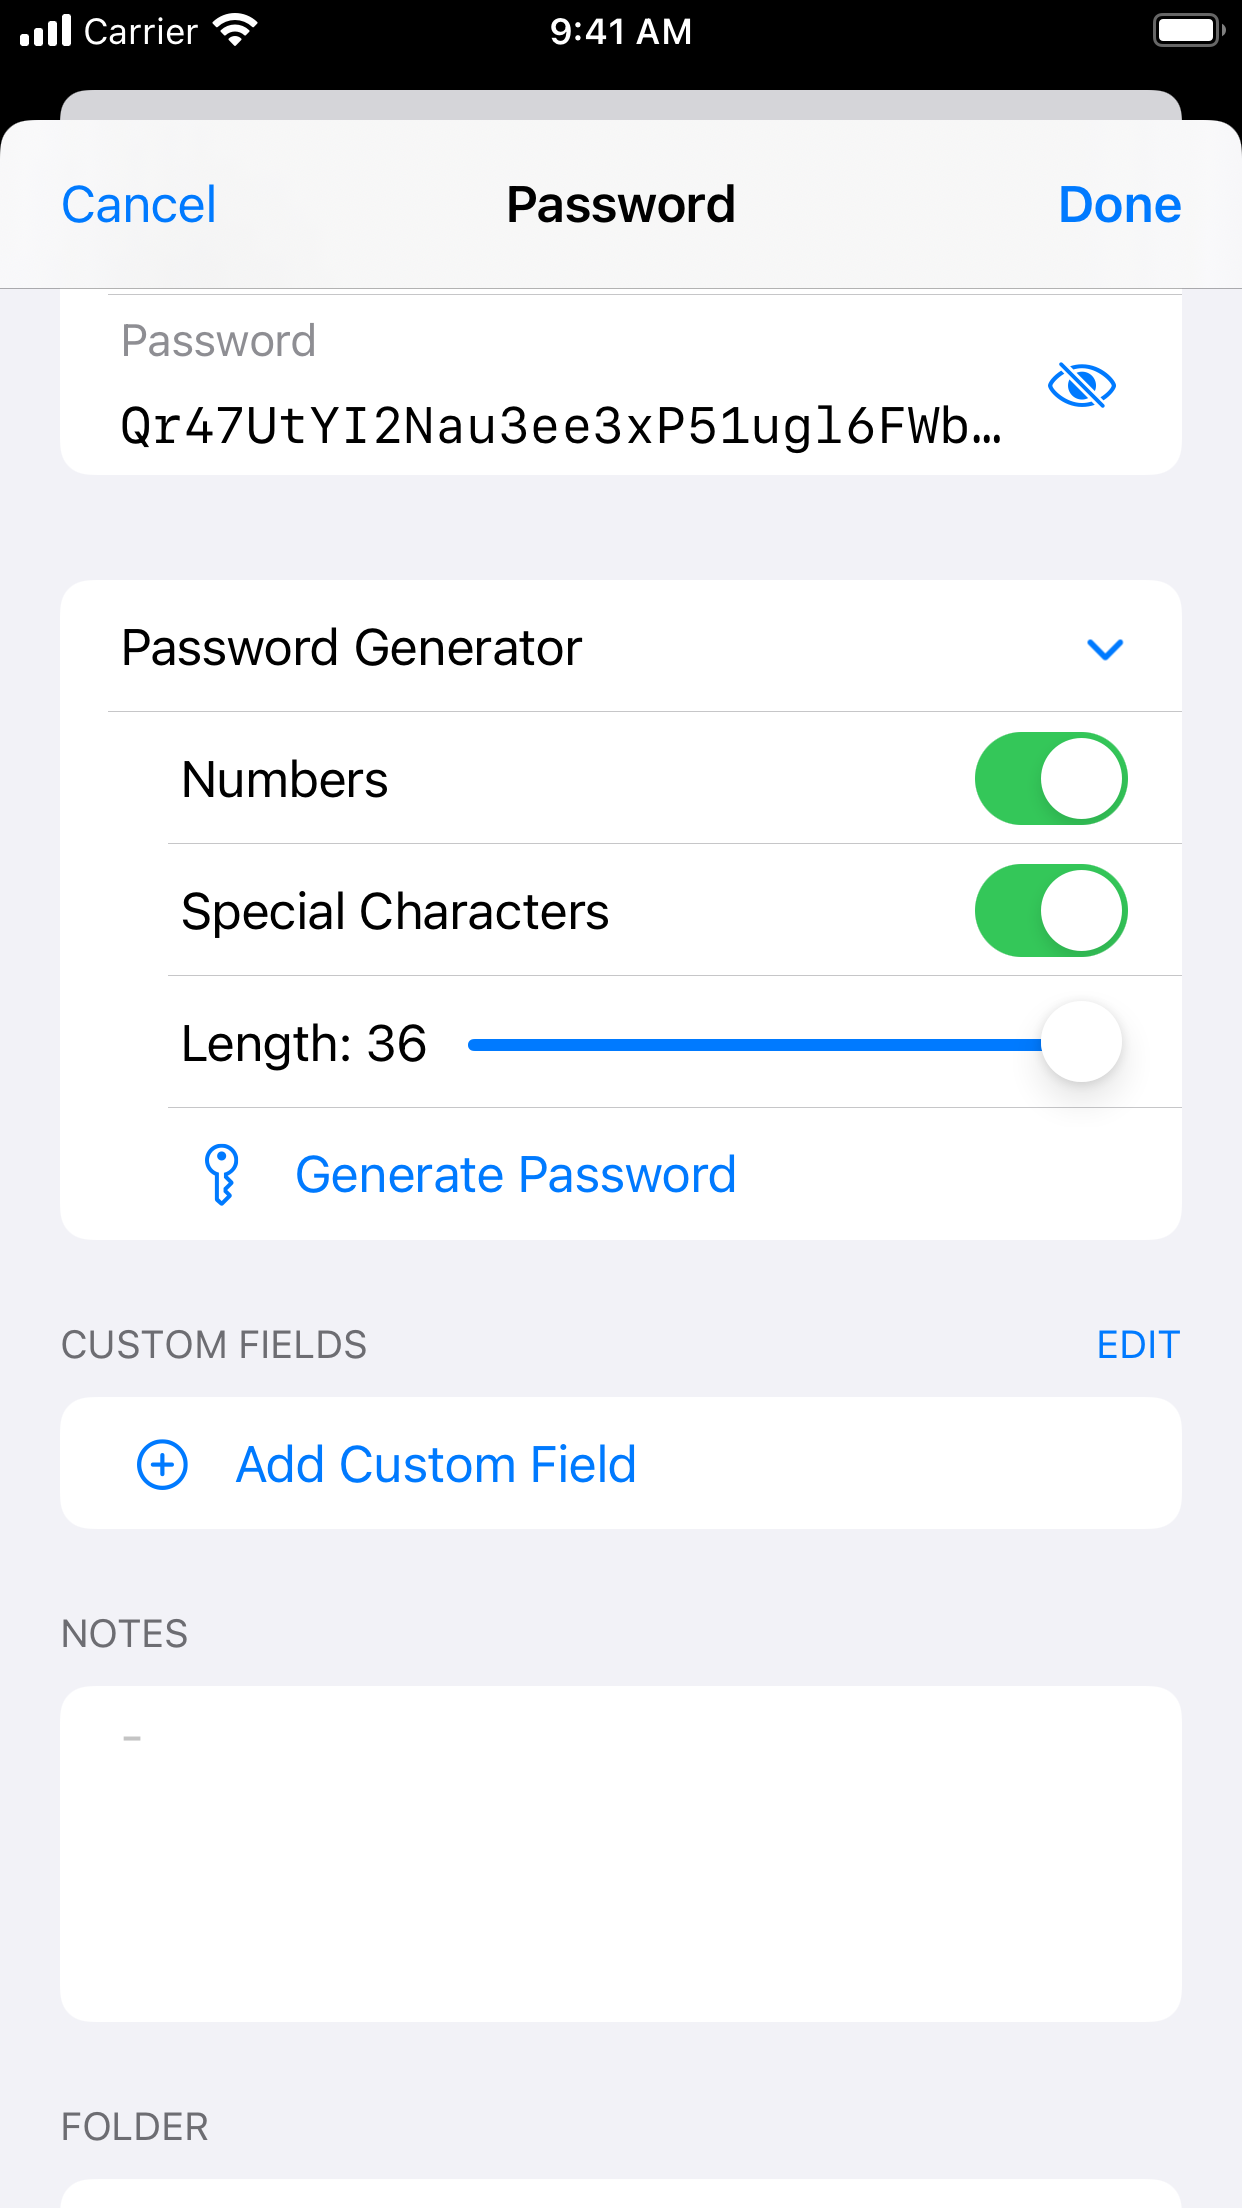 Carrier 9:41 AM
Cancel Password Done
Password
Qr47UtYI2Nau3ee3xP51ugl6FWb…
Password Generator
Numbers
Special Characters
Length: 36
Generate Password
CUSTOM FIELDS EDIT
Add Custom Field
NOTES
-
FOLDER